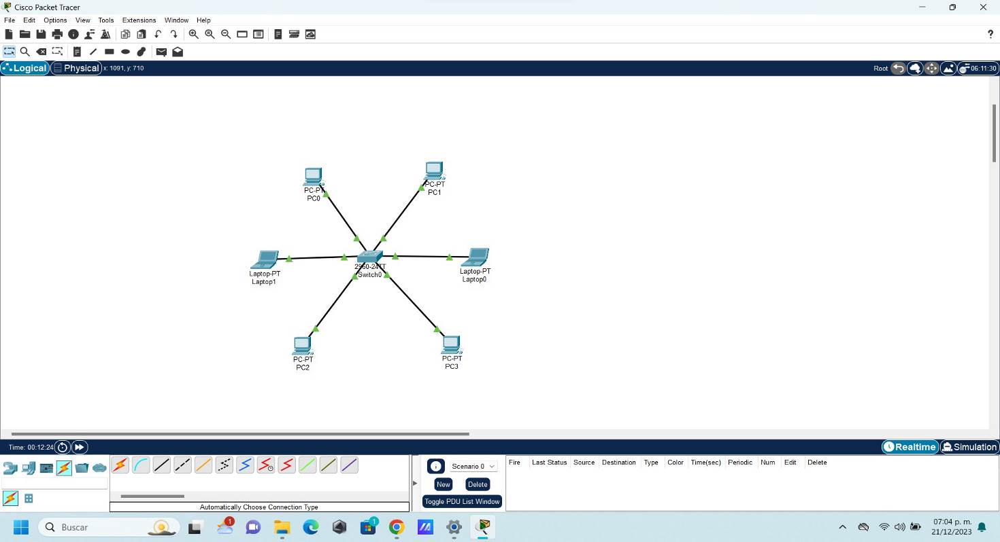 Cisco Packet Tracer
File Edit Options View Tools Extensions Window Help
?
Logical Physical x: 1091, y: 710 Root 06:11:30
PC-PT
PC0
PC-PT
PC1
Laptop-PT
Laptop1
2960-24TT
Switch0
Laptop-PT
Laptop0
PC-PT
PC2
PC-PT
PC3
Time: 00:12:24 Realtime Simulation
Scenario 0
New Delete
Toggle PDU List Window
Fire Last Status Source Destination Type Color Time(sec) Periodic Num Edit Delete
Automatically Choose Connection Type
Buscar
1
1
07:04 p. m.
21/12/2023